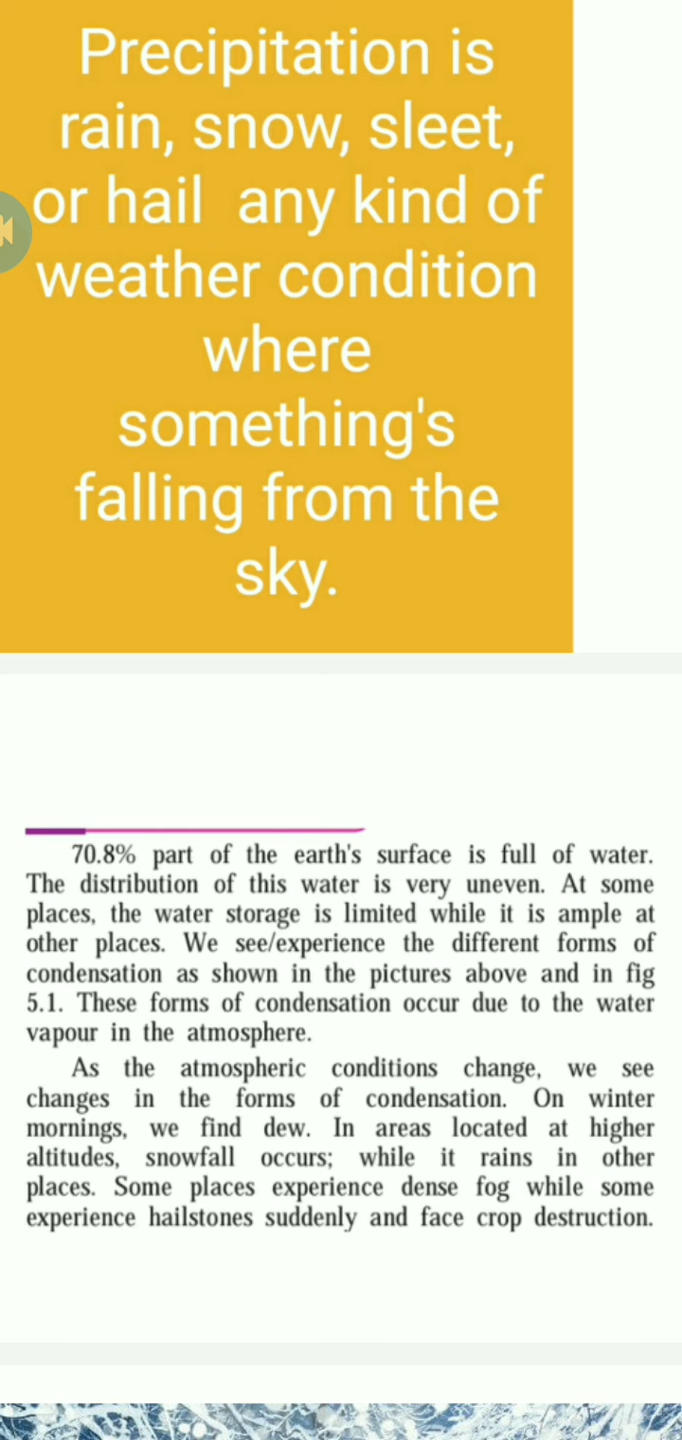 Precipitation is
rain, snow, sleet,
or hail any kind of
weather condition
where
something's
falling from the
sky.
70.8% part of the earth's surface is full of water.
The distribution of this water is very uneven. At some
places, the water storage is limited while it is ample at
other places. We see/experience the different forms of
condensation as shown in the pictures above and in fig
5.1. These forms of condensation occur due to the water
vapour in the atmosphere.
As the atmospheric conditions change, we see
changes in the forms of condensation. On winter
mornings, we find dew. In areas located at higher
altitudes, snowfall occurs; while it rains in other
places. Some places experience dense fog while some
experience hailstones suddenly and face crop destruction.